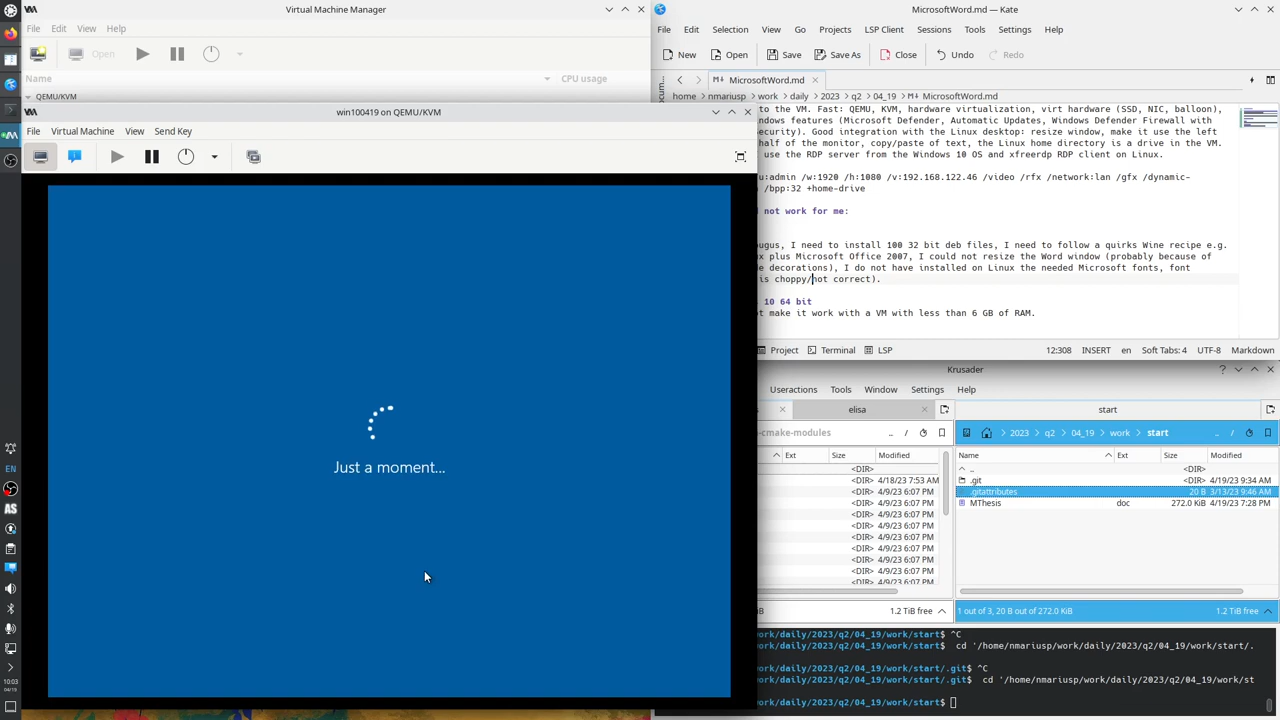 Virtual Machine Manager
File Edit View Help
Open
Name CPU usage
QEMU/KVM
win100419 on QEMU/KVM
File Virtual Machine View Send Key
Just a moment...
MicrosoftWord.md — Kate
File Edit Selection View Go Projects LSP Client Sessions Tools Settings Help
New Open Save Save As Close Undo Redo
MicrosoftWord.md
home nmariusp work daily 2023 q2 04_19 MicrosoftWord.md
to the VM. Fast: QEMU, KVM, hardware virtualization, virt hardware (SSD, NIC, balloon),
ndows features (Microsoft Defender, Automatic Updates, Windows Defender Firewall with
ecurity). Good integration with the Linux desktop: resize window, make it use the left
half of the monitor, copy/paste of text, the Linux home directory is a drive in the VM.
use the RDP server from the Windows 10 OS and xfreerdp RDP client on Linux.
u:admin /w:1920 /h:1080 /v:192.168.122.46 /video /rfx /network:lan /gfx /dynamic-
/bpp:32 +home-drive
not work for me:
ougus, I need to install 100 32 bit deb files, I need to follow a quirks Wine recipe e.g.
ux plus Microsoft Office 2007, I could not resize the Word window (probably because of
de decorations), I do not have installed on Linux the needed Microsoft fonts, font
is choppy/not correct).
10 64 bit
ot make it work with a VM with less than 6 GB of RAM.
Project Terminal LSP 12:308 INSERT en Soft Tabs: 4 UTF-8 Markdown
Krusader
Useractions Tools Window Settings Help
elisa
-cmake-modules .. /
Ext Size Modified
<DIR>
<DIR> 4/18/23 7:53 AM
<DIR> 4/9/23 6:07 PM
<DIR> 4/9/23 6:07 PM
<DIR> 4/9/23 6:07 PM
<DIR> 4/9/23 6:07 PM
<DIR> 4/9/23 6:07 PM
<DIR> 4/9/23 6:07 PM
<DIR> 4/9/23 6:07 PM
<DIR> 4/9/23 6:07 PM
iB 1.2 TiB free
start
2023 q2 04_19 work start .. /
Name Ext Size Modified
.. <DIR>
.git <DIR> 4/19/23 9:34 AM
.gitattributes 20 B 3/13/23 9:46 AM
MThesis doc 272.0 KiB 4/19/23 7:28 PM
1 out of 3, 20 B out of 272.0 KiB 1.2 TiB free
work/daily/2023/q2/04_19/work/start$ ^C
work/daily/2023/q2/04_19/work/start$ cd '/home/nmariusp/work/daily/2023/q2/04_19/work/start/.
work/daily/2023/q2/04_19/work/start/.git$ ^C
work/daily/2023/q2/04_19/work/start/.git$ cd '/home/nmariusp/work/daily/2023/q2/04_19/work/st
work/daily/2023/q2/04_19/work/start$
EN
AS
10:03
04/19